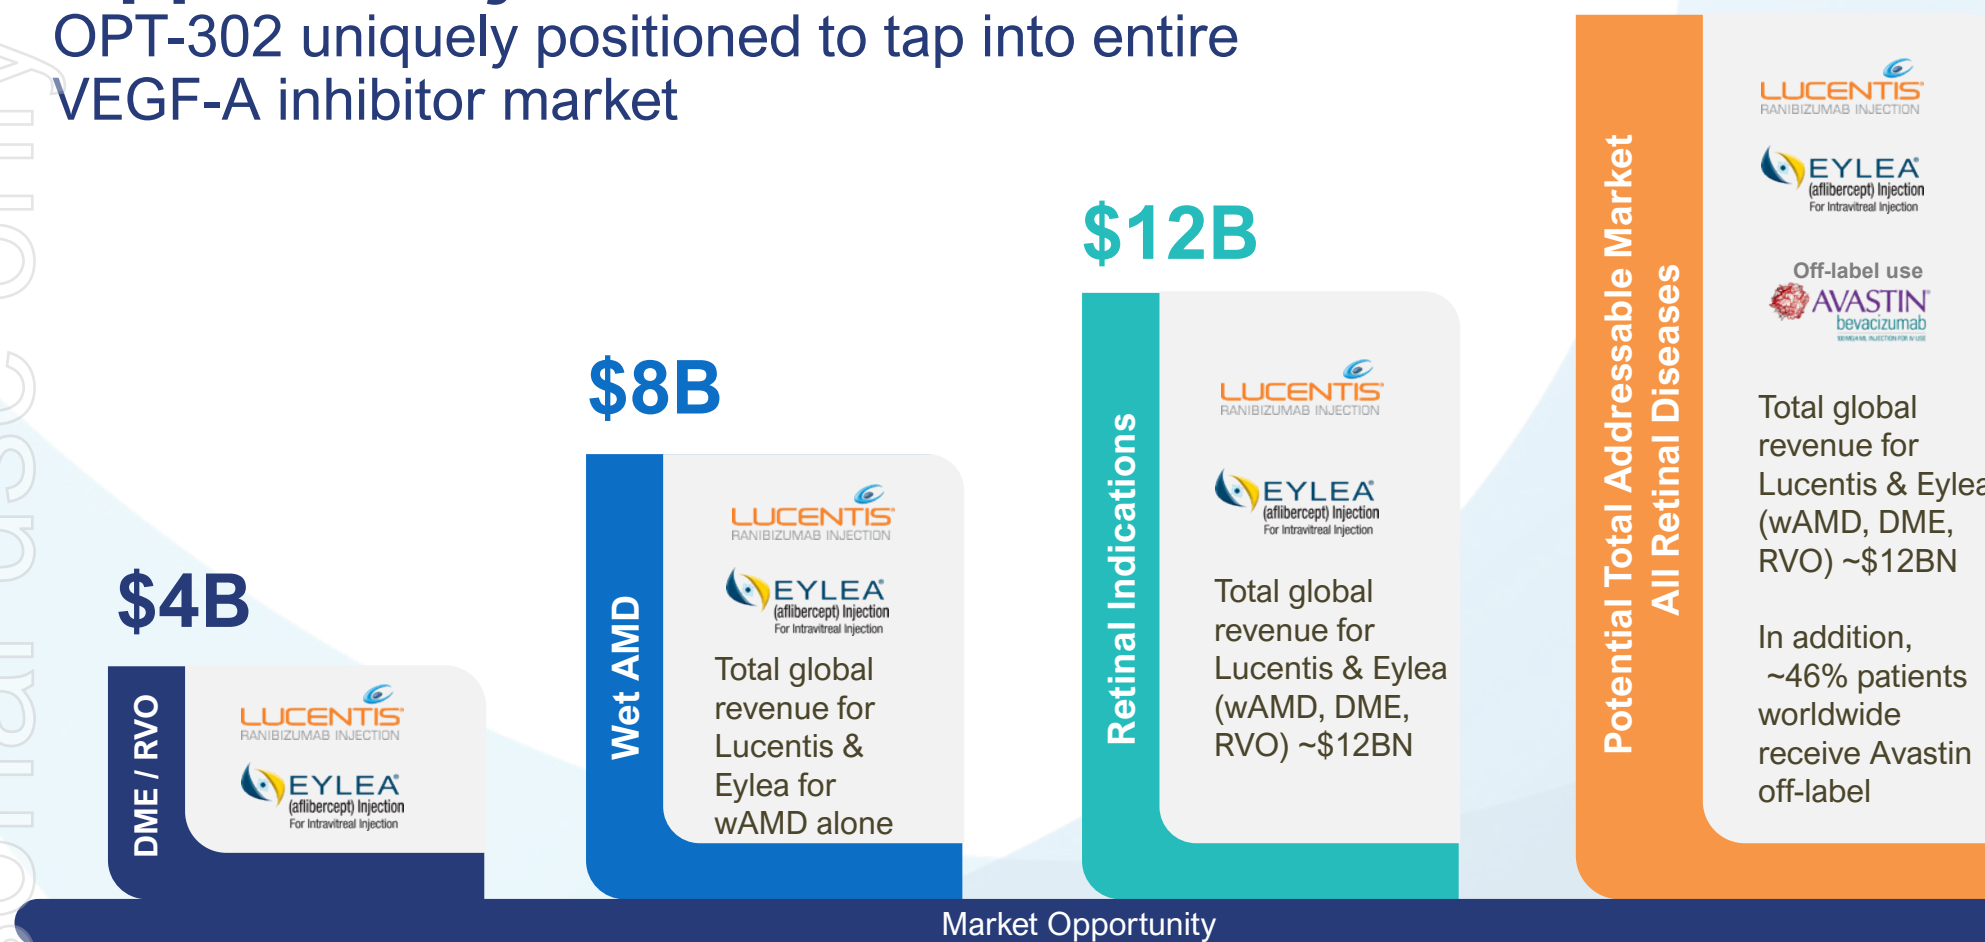 OPT-302 uniquely positioned to tap into entire
VEGF-A inhibitor market
$4B
DME / RVO
LUCENTIS
RANIBIZUMAB INJECTION
EYLEA
(aflibercept) Injection
For Intravitreal Injection
$8B
Wet AMD
LUCENTIS
RANIBIZUMAB INJECTION
EYLEA
(aflibercept) Injection
For Intravitreal Injection
Total global
revenue for
Lucentis &
Eylea for
wAMD alone
$12B
Retinal Indications
LUCENTIS
RANIBIZUMAB INJECTION
EYLEA
(aflibercept) Injection
For Intravitreal Injection
Total global
revenue for
Lucentis & Eylea
(wAMD, DME,
RVO) ~$12BN
Potential Total Addressable Market
All Retinal Diseases
LUCENTIS
RANIBIZUMAB INJECTION
EYLEA
(aflibercept) Injection
For Intravitreal Injection
Off-label use
AVASTIN
bevacizumab
Total global
revenue for
Lucentis & Eylea
(wAMD, DME,
RVO) ~$12BN
In addition,
~46% patients
worldwide
receive Avastin
off-label
Market Opportunity